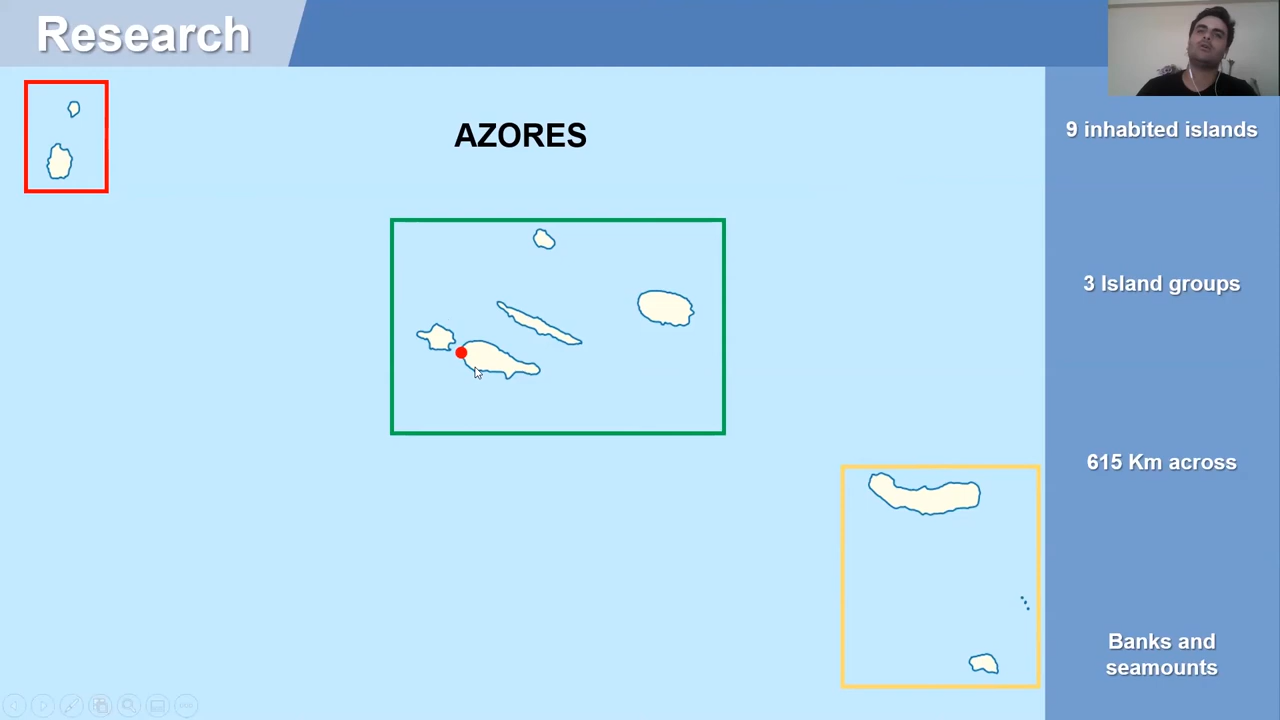 Research
AZORES
9 inhabited islands
3 Island groups
615 Km across
Banks and
seamounts